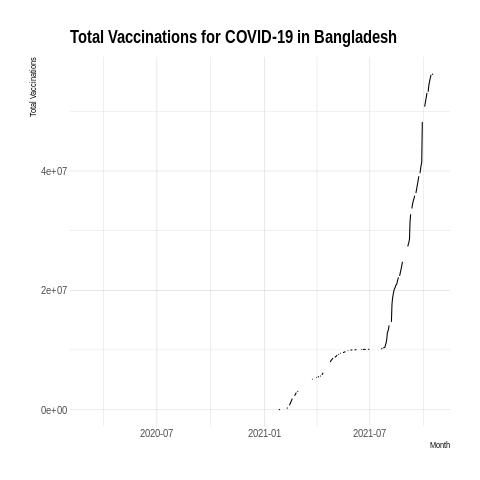 Total Vaccinations for COVID-19 in Bangladesh
Total Vaccinations
4e+07
2e+07
0e+00
2020-07 2021-01 2021-07
Month